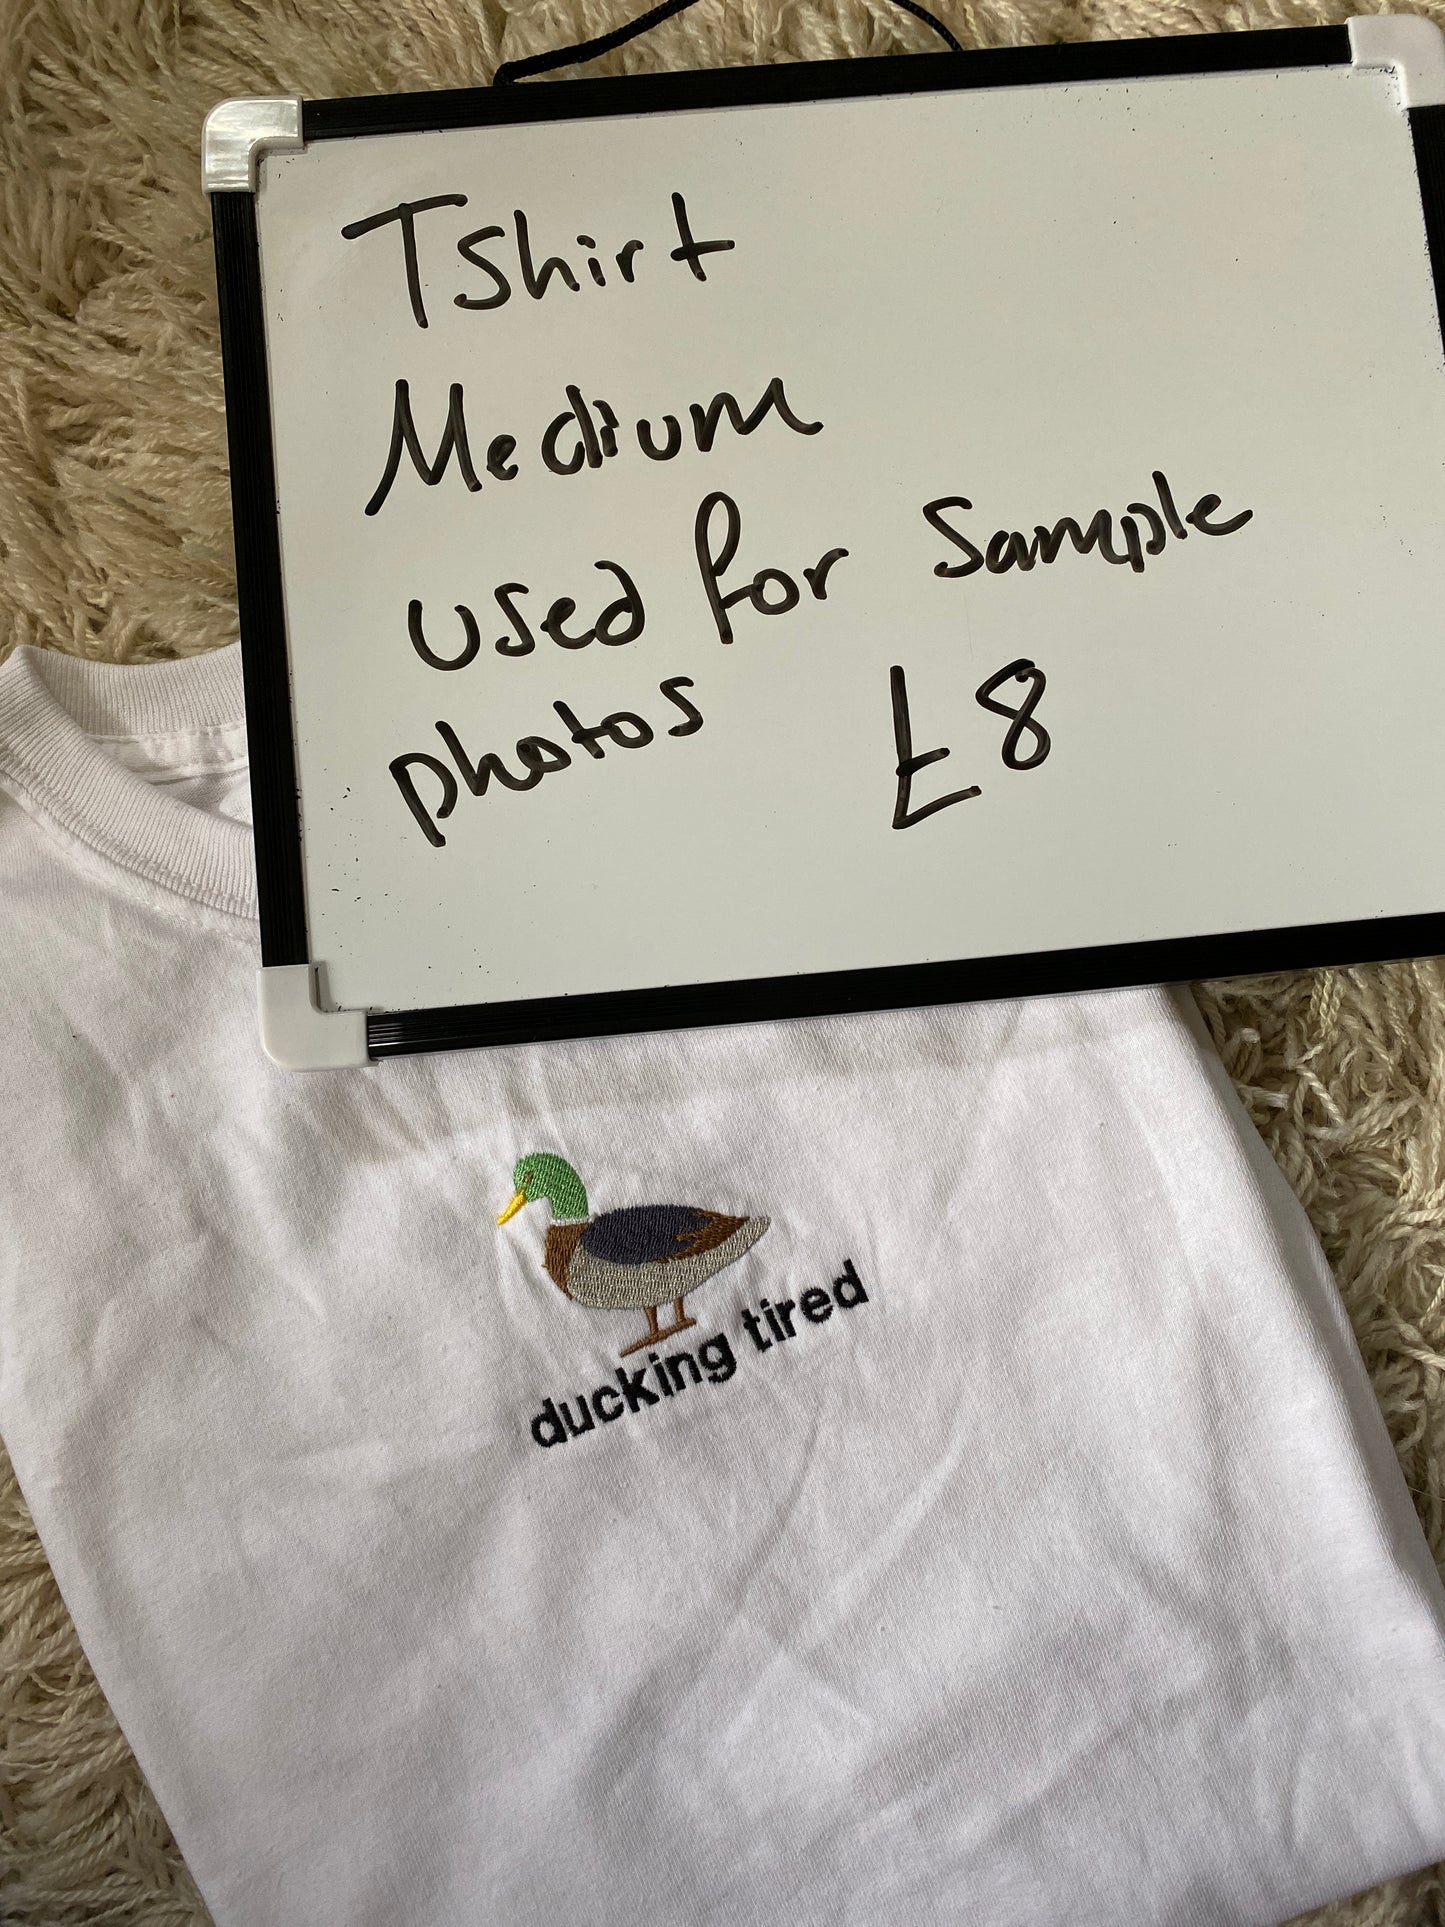 Tshirt
Medium
used for sample
photos £8
ducking tired